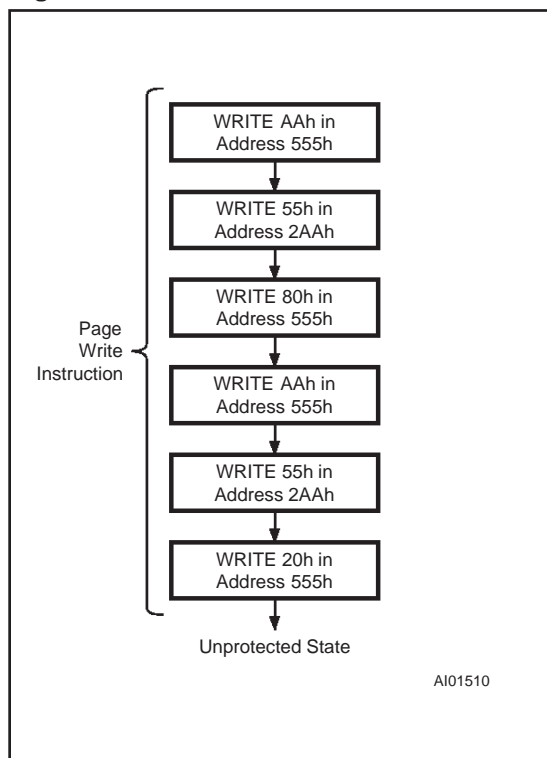 WRITE AAh in
Address 555h
WRITE 55h in
Address 2AAh
WRITE 80h in
Address 555h
Page
Write
Instruction
WRITE AAh in
Address 555h
WRITE 55h in
Address 2AAh
WRITE 20h in
Address 555h
Unprotected State
AI01510